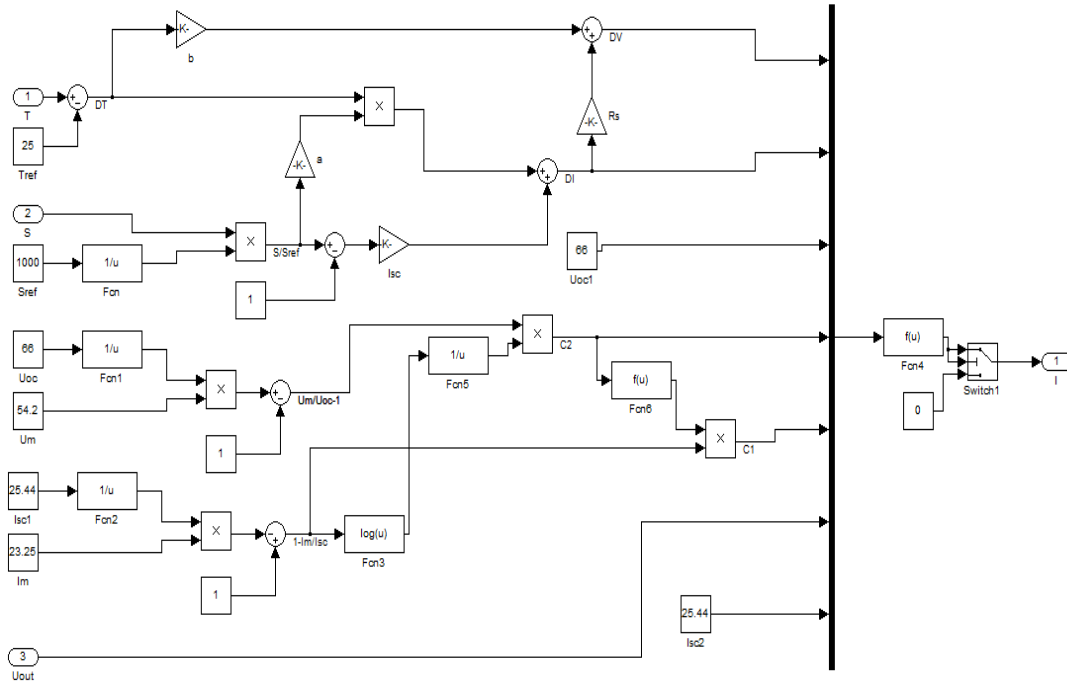 K-
b
+
+
DV
1
T
+
−
DT
X
-K-
Rs
25
Tref
-K-
a
+
+
DI
2
S
X
S/Sref
+
−
K-
Isc
66
Uoc1
1000
Sref
1/u
Fcn
1
66
Uoc
1/u
Fcn1
X
C2
1/u
Fcn5
f(u)
Fcn4
Switch1
1
I
54.2
Um
X
+
−
Um/Uoc-1
f(u)
Fcn6
0
1
X
C1
25.44
Isc1
1/u
Fcn2
X
−
+
1-Im/Isc
log(u)
Fcn3
23.25
Im
1
25.44
Isc2
3
Uout